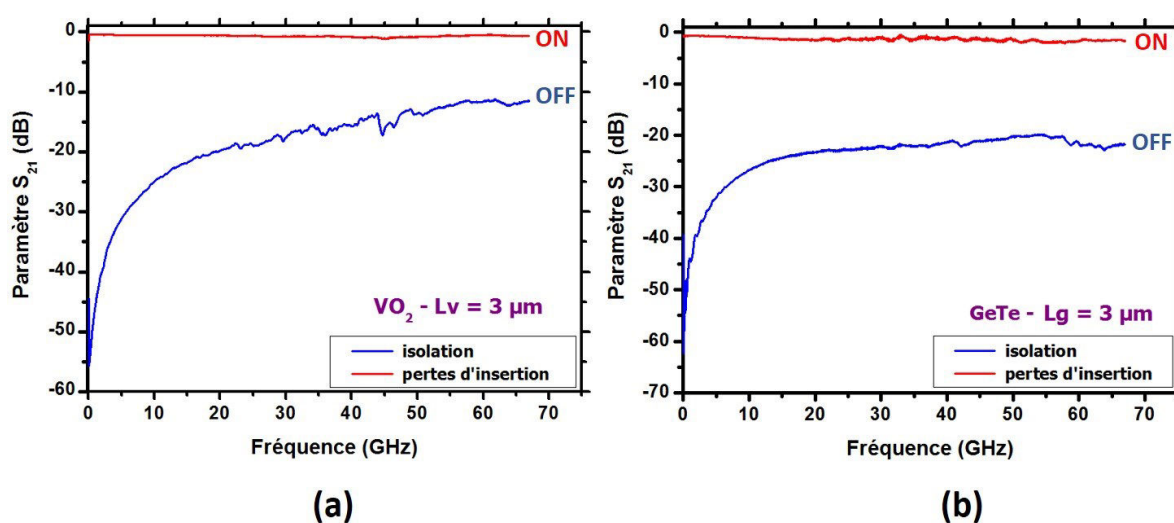 0
-10
-20
-30
-40
-50
-60
Paramètre S21 (dB)
ON
OFF
VO2 - Lv = 3 µm
isolation
pertes d'insertion
0 10 20 30 40 50 60 70
Fréquence (GHz)
(a)
0
-10
-20
-30
-40
-50
-60
-70
Paramètre S21 (dB)
ON
OFF
GeTe - Lg = 3 µm
isolation
pertes d'insertion
0 10 20 30 40 50 60 70
Fréquence (GHz)
(b)